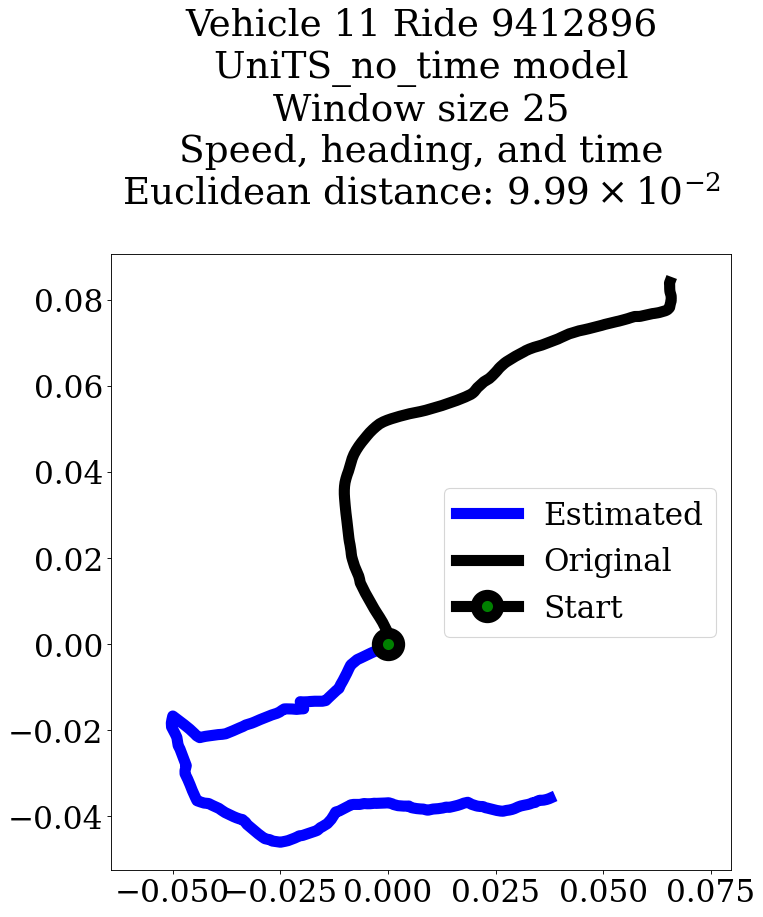 Vehicle 11 Ride 9412896
UniTS_no_time model
Window size 25
Speed, heading, and time
Euclidean distance: 9.99 × 10⁻²
0.08
0.06
0.04
0.02
0.00
−0.02
−0.04
Estimated
Original
Start
−0.050 −0.025 0.000 0.025 0.050 0.075